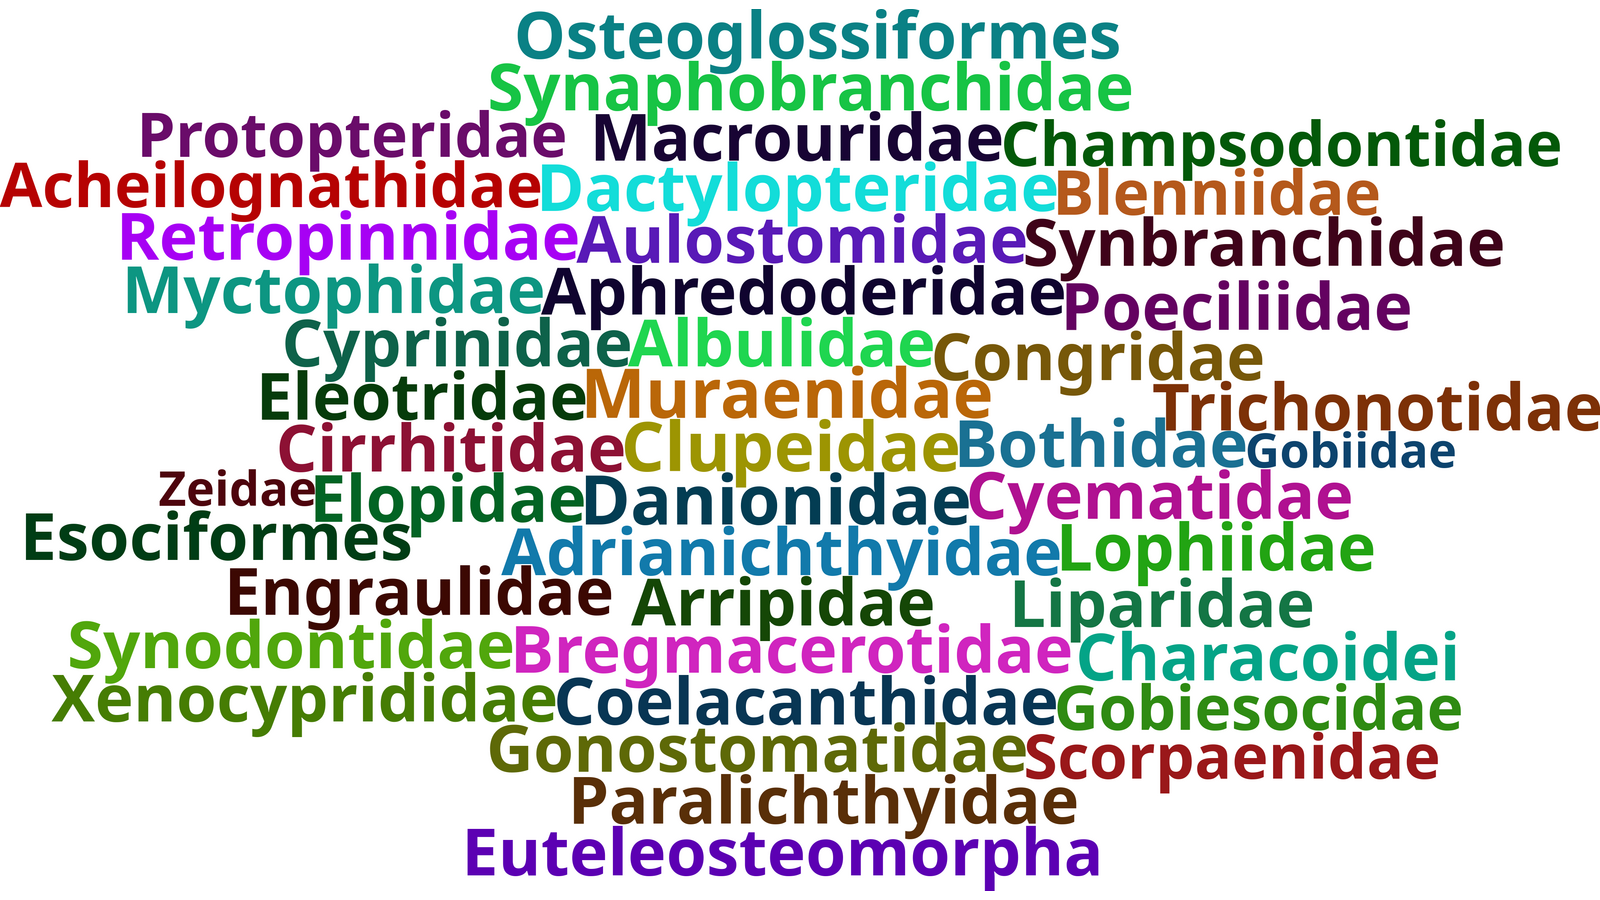 Osteoglossiformes
Synaphobranchidae
Protopteridae Macrouridae Champsodontidae
Acheilognathidae Dactylopteridae Blenniidae
Retropinnidae Aulostomidae Synbranchidae
Myctophidae Aphredoderidae Poeciliidae
Cyprinidae Albulidae Congridae
Eleotridae Muraenidae Trichonotidae
Cirrhitidae Clupeidae Bothidae Gobiidae
Zeidae Elopidae Danionidae Cyematidae
Esociformes Adrianichthyidae Lophiidae
Engraulidae Arripidae Liparidae
Synodontidae Bregmacerotidae Characoidei
Xenocyprididae Coelacanthidae Gobiesocidae
Gonostomatidae Scorpaenidae
Paralichthyidae
Euteleosteomorpha